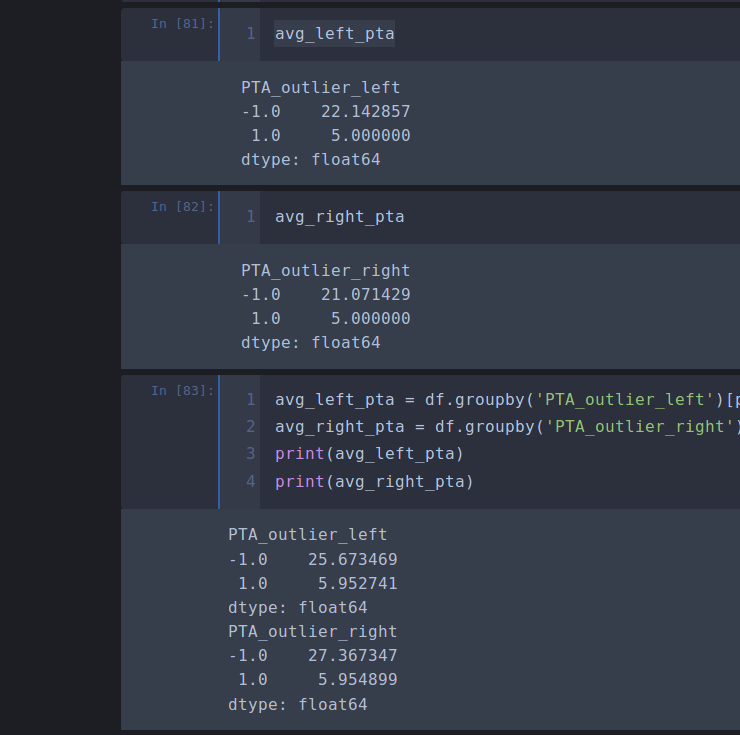 In [81]:
1 avg_left_pta
PTA_outlier_left
-1.0    22.142857
 1.0     5.000000
dtype: float64
In [82]:
1 avg_right_pta
PTA_outlier_right
-1.0    21.071429
 1.0     5.000000
dtype: float64
In [83]:
1 avg_left_pta = df.groupby('PTA_outlier_left')[p
2 avg_right_pta = df.groupby('PTA_outlier_right')
3 print(avg_left_pta)
4 print(avg_right_pta)
PTA_outlier_left
-1.0    25.673469
 1.0     5.952741
dtype: float64
PTA_outlier_right
-1.0    27.367347
 1.0     5.954899
dtype: float64